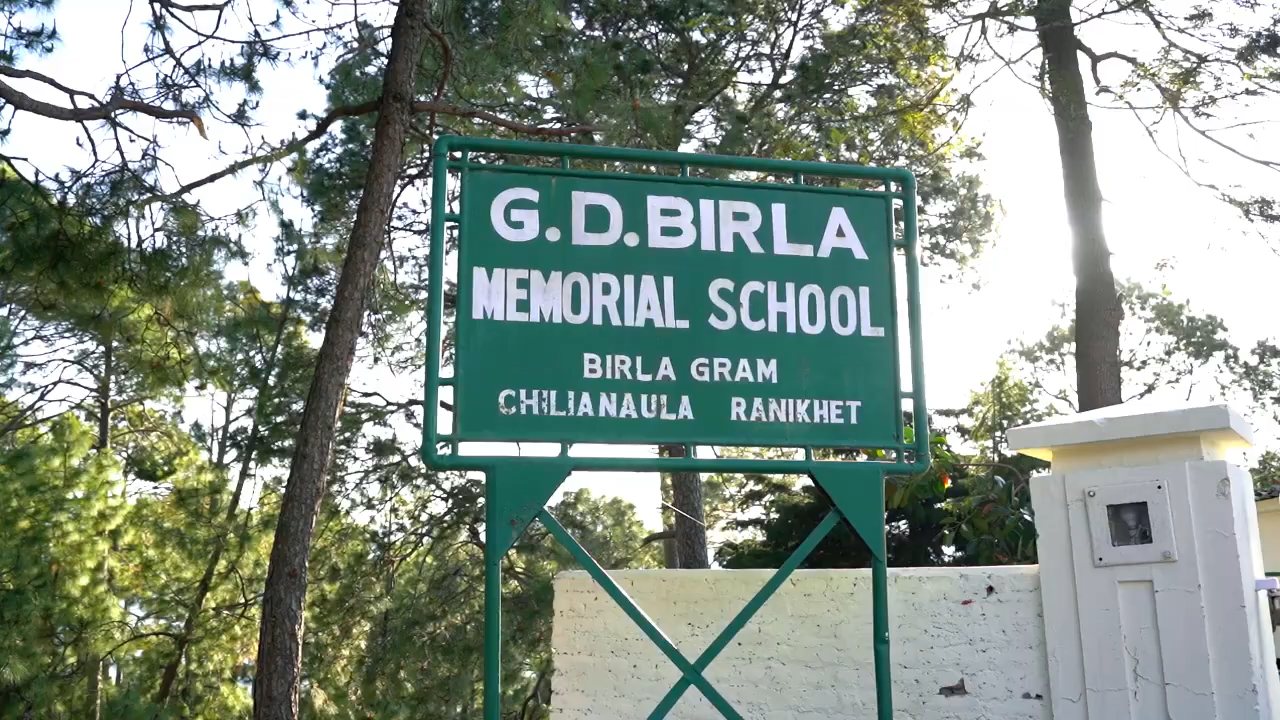 G.D.BIRLA
MEMORIAL SCHOOL
BIRLA GRAM
CHILIANAULA RANIKHET